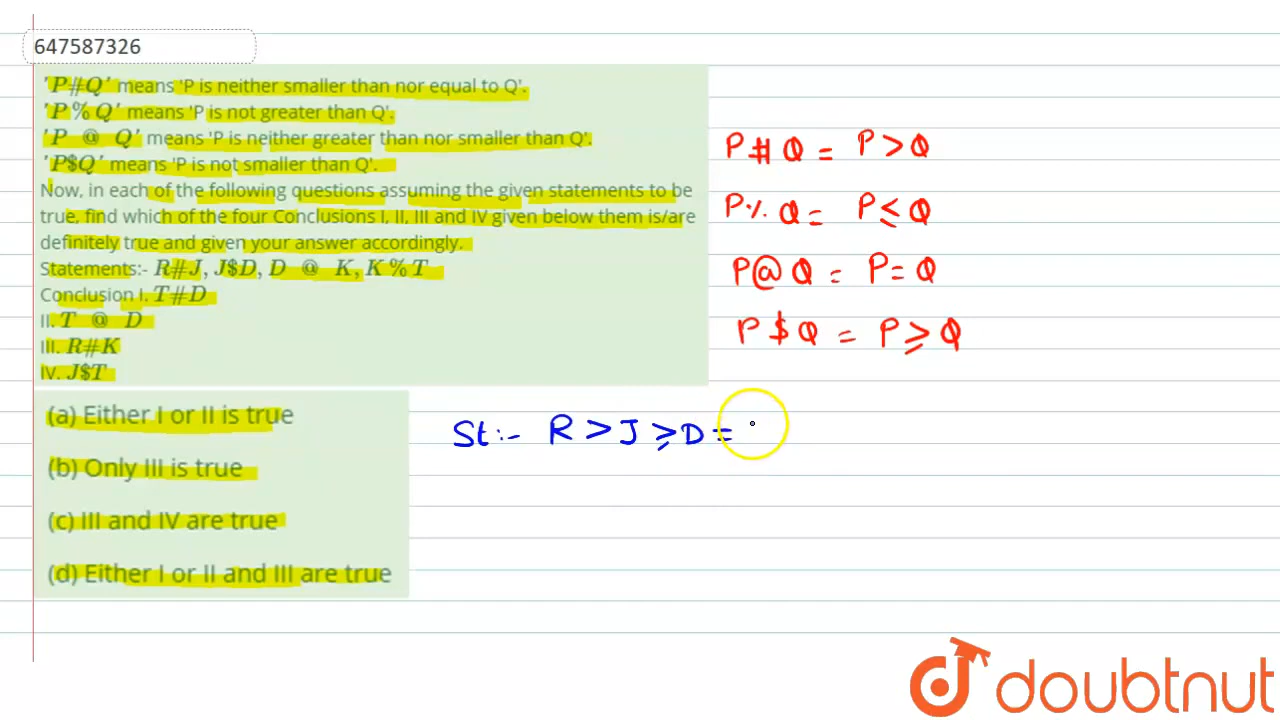 647587326
'P#Q' means 'P is neither smaller than nor equal to Q'.
'P%Q' means 'P is not greater than Q'.
'P @ Q' means 'P is neither greater than nor smaller than Q'.
'P$Q' means 'P is not smaller than Q'.
Now, in each of the following questions assuming the given statements to be
true, find which of the four Conclusions I, II, III and IV given below them is/are
definitely true and given your answer accordingly.
Statements:- R#J, J$D, D @ K, K%T
Conclusion I. T#D
II. T @ D
III. R#K
IV. J$T
(a) Either I or II is true
(b) Only III is true
(c) III and IV are true
(d) Either I or II and III are true
P # Q = P > Q
P % Q = P ≤ Q
P @ Q = P = Q
P $ Q = P ≥ Q
St :- R > J ≥ D =
doubtnut